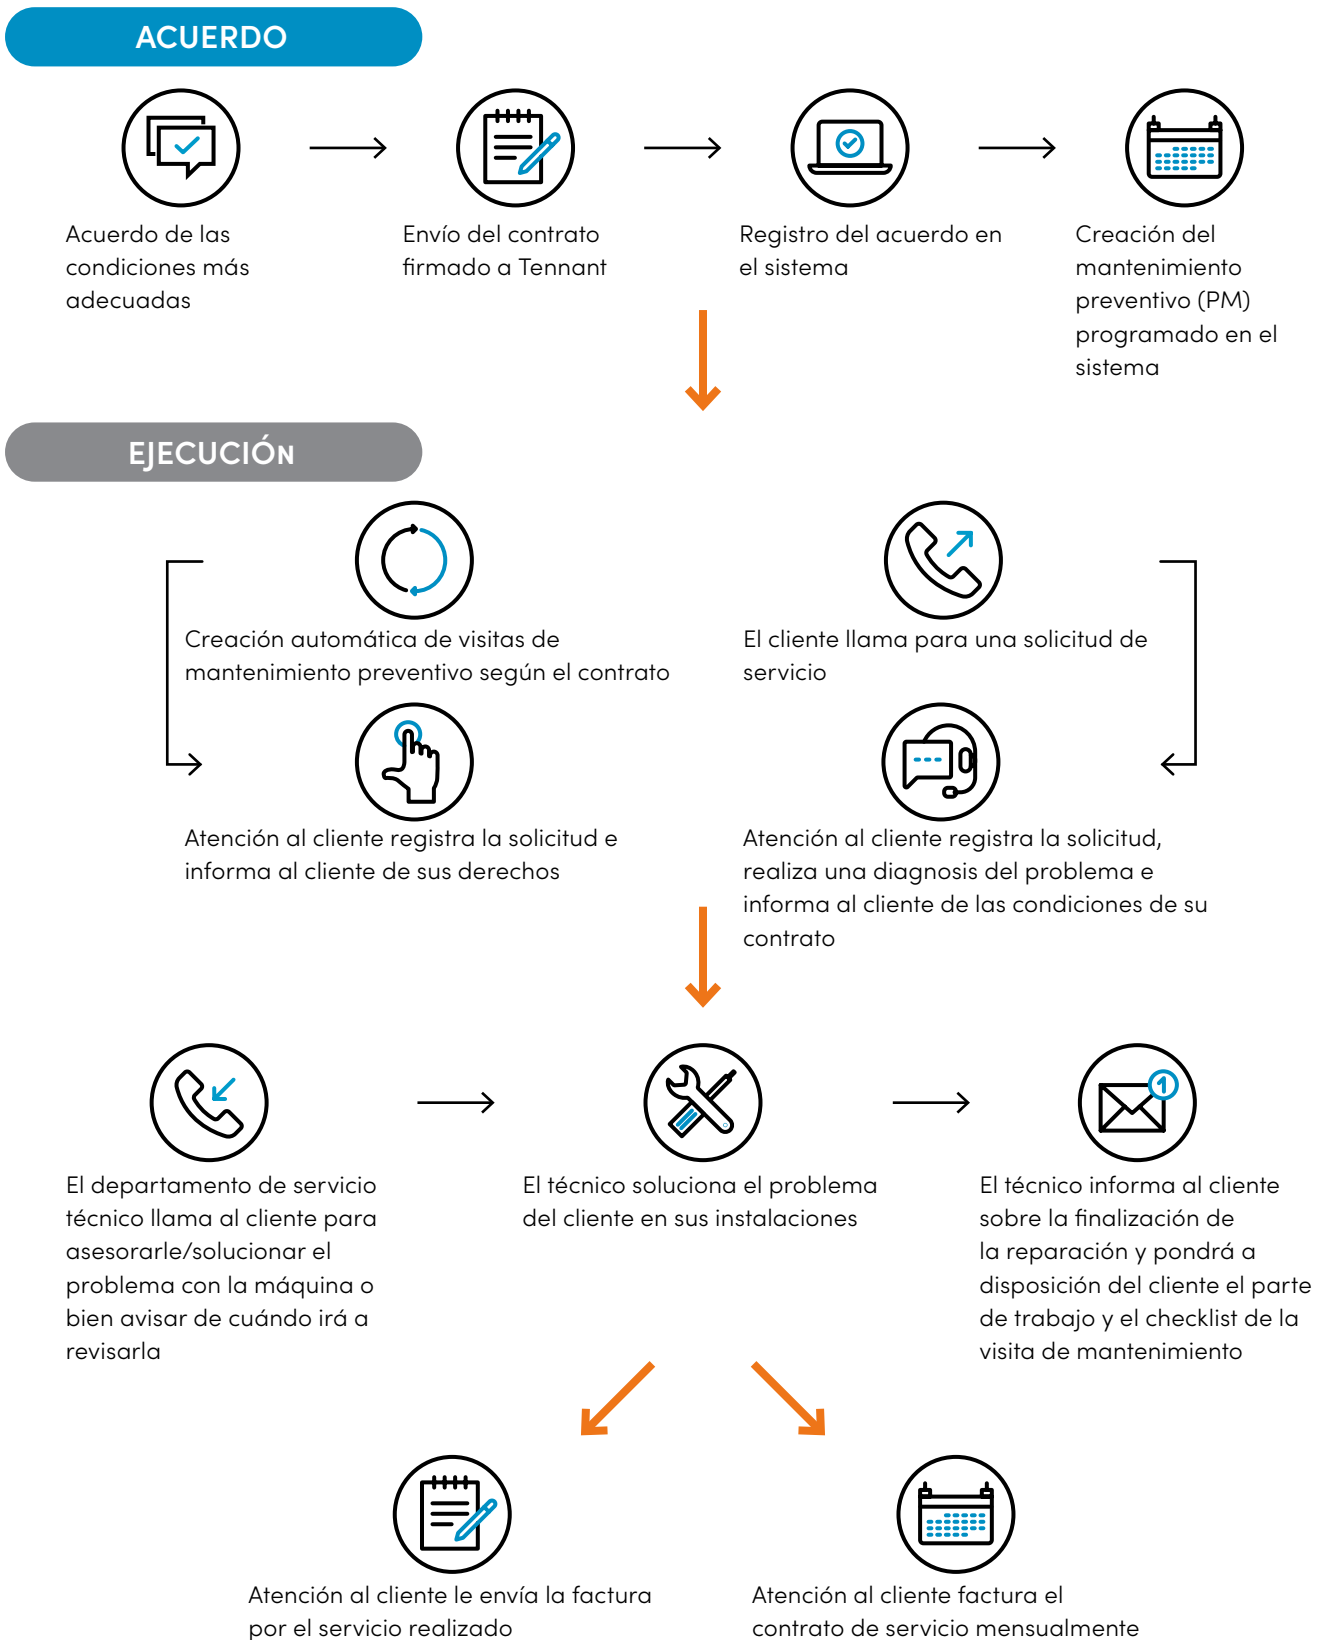 ACUERDO
Acuerdo de las
condiciones más
adecuadas
Envío del contrato
firmado a Tennant
Registro del acuerdo en
el sistema
Creación del
mantenimiento
preventivo (PM)
programado en el
sistema
EJECUCIÓN
Creación automática de visitas de
mantenimiento preventivo según el contrato
El cliente llama para una solicitud de
servicio
Atención al cliente registra la solicitud e
informa al cliente de sus derechos
Atención al cliente registra la solicitud,
realiza una diagnosis del problema e
informa al cliente de las condiciones de su
contrato
El departamento de servicio
técnico llama al cliente para
asesorarle/solucionar el
problema con la máquina o
bien avisar de cuándo irá a
revisarla
El técnico soluciona el problema
del cliente en sus instalaciones
1
El técnico informa al cliente
sobre la finalización de
la reparación y pondrá a
disposición del cliente el parte
de trabajo y el checklist de la
visita de mantenimiento
Atención al cliente le envía la factura
por el servicio realizado
Atención al cliente factura el
contrato de servicio mensualmente